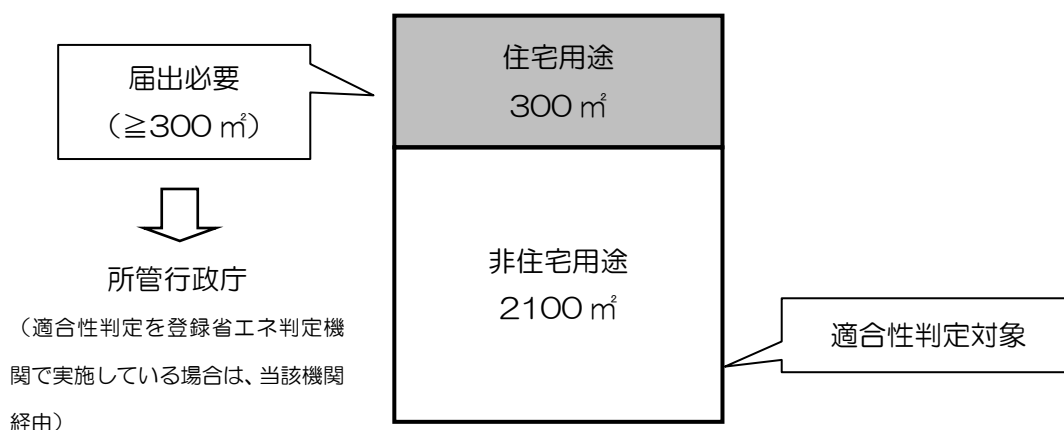 届出必要
（≧300 ㎡）
所管行政庁
（適合性判定を登録省エネ判定機
関で実施している場合は、当該機関
経由）
住宅用途
300 ㎡
非住宅用途
2100 ㎡
適合性判定対象